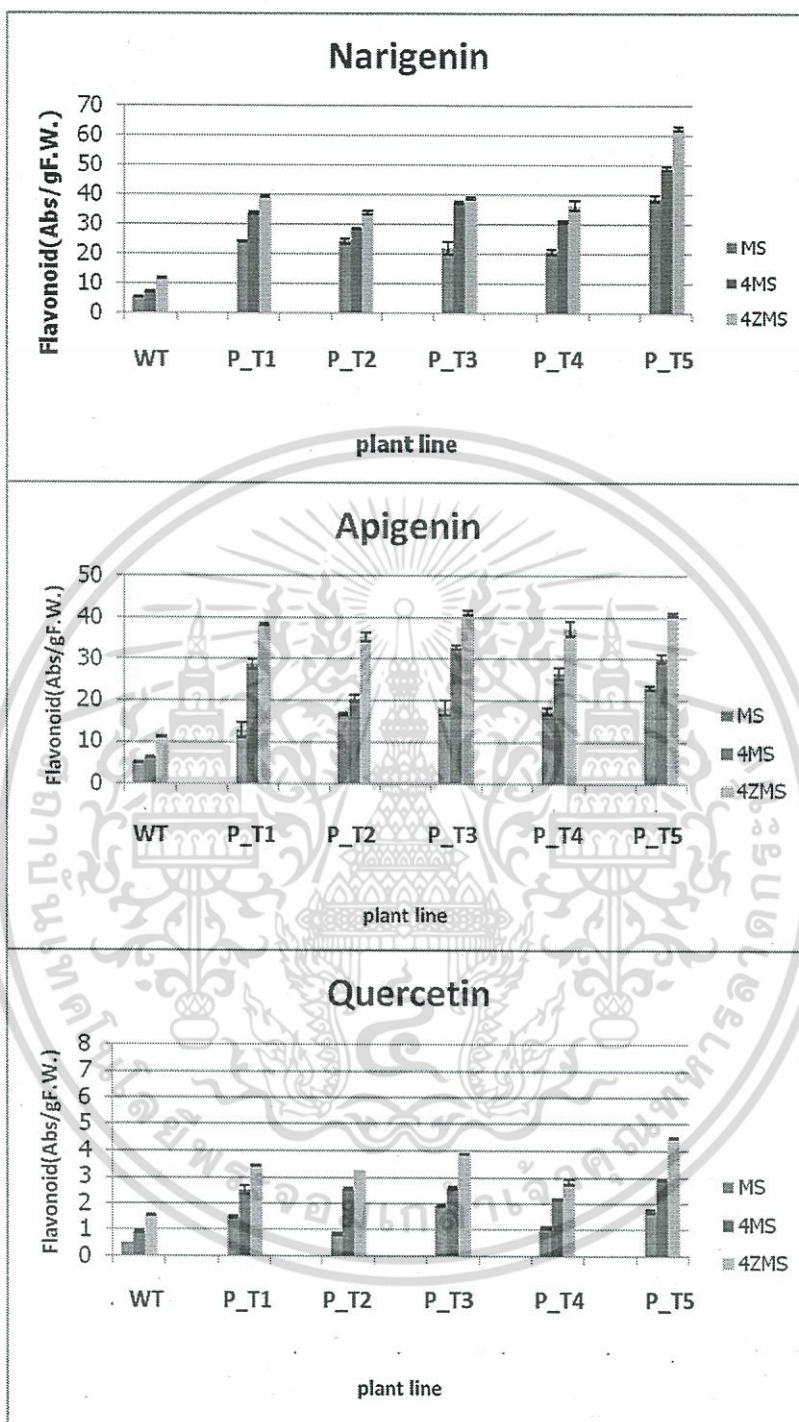 Narigenin
Flavonoid(Abs/gF.W.)
70
60
50
40
30
20
10
0
WT P_T1 P_T2 P_T3 P_T4 P_T5
plant line
MS
4MS
4ZMS
Apigenin
Flavonoid(Abs/gF.W.)
50
40
30
20
10
0
WT P_T1 P_T2 P_T3 P_T4 P_T5
plant line
MS
4MS
4ZMS
Quercetin
Flavonoid(Abs/gF.W.)
8
7
6
5
4
3
2
1
0
WT P_T1 P_T2 P_T3 P_T4 P_T5
plant line
MS
4MS
4ZMS